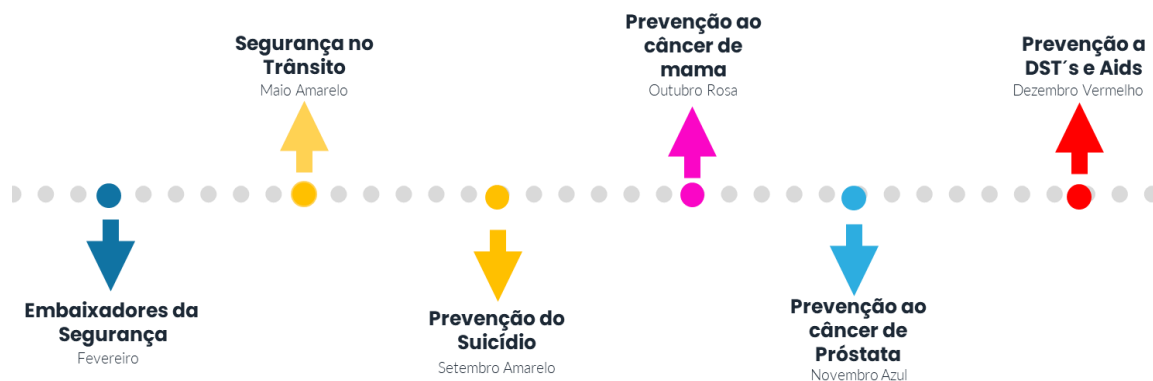 Segurança no
Trânsito
Maio Amarelo
Prevenção ao
câncer de
mama
Outubro Rosa
Prevenção a
DST´s e Aids
Dezembro Vermelho
Embaixadores da
Segurança
Fevereiro
Prevenção do
Suicídio
Setembro Amarelo
Prevenção ao
câncer de
Próstata
Novembro Azul